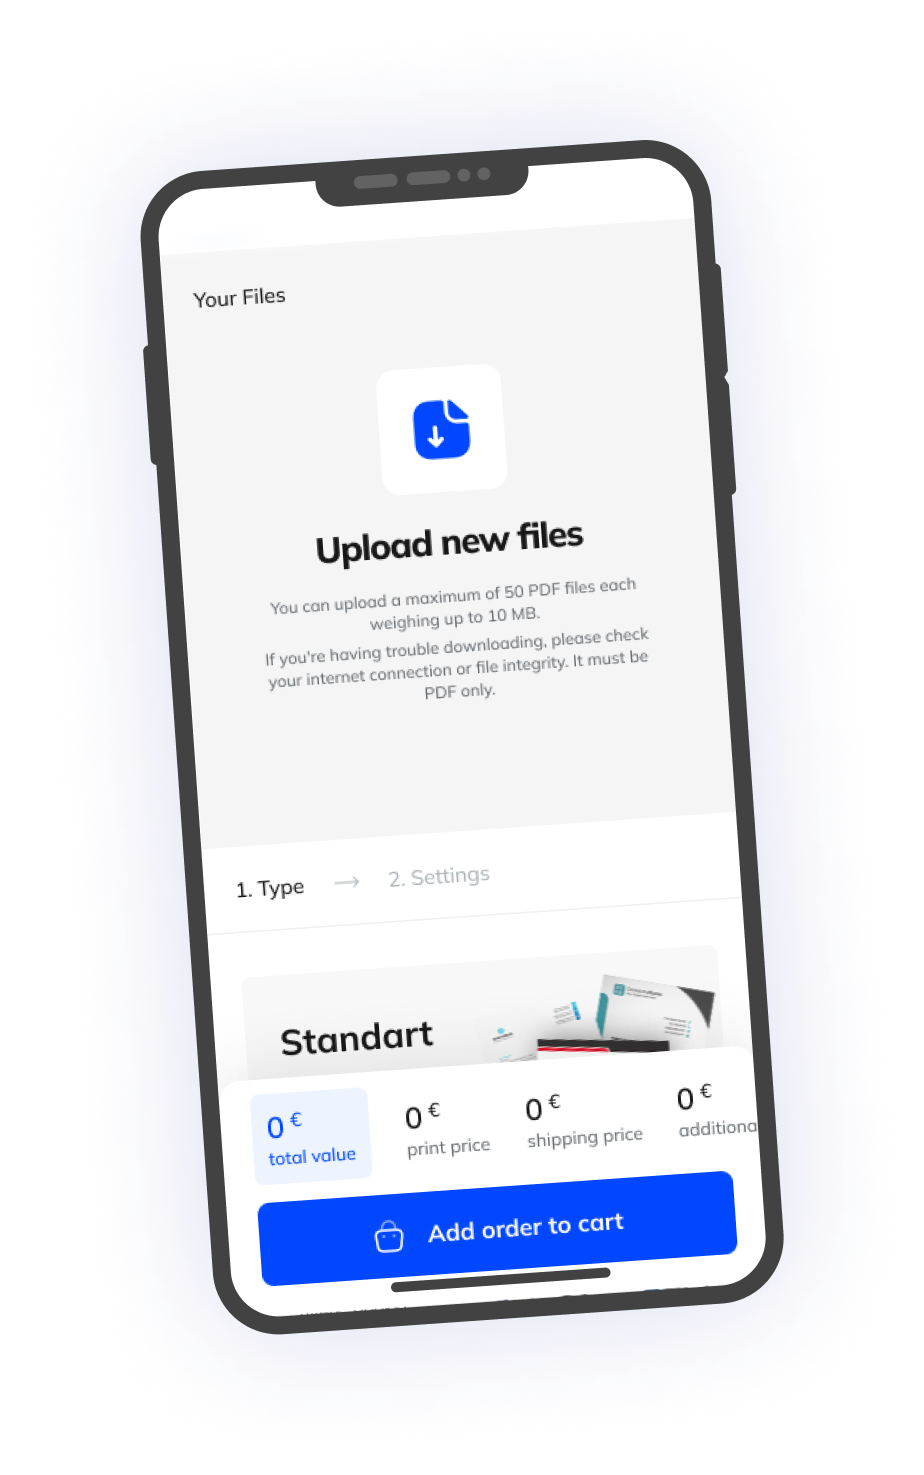 Your Files
Upload new files
You can upload a maximum of 50 PDF files each
weighing up to 10 MB.
If you're having trouble downloading, please check
your internet connection or file integrity. It must be
PDF only.
1. Type
2. Settings
Standart
0 €
total value
0 €
print price
0 €
shipping price
0 €
additiona
Add order to cart